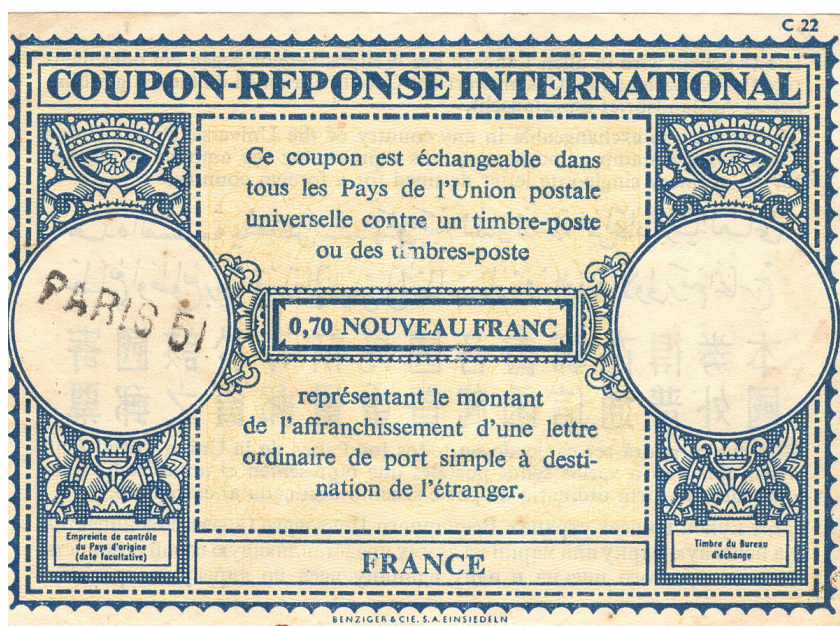 C 22
COUPON-REPONSE INTERNATIONAL
Ce coupon est échangeable dans
tous les Pays de l'Union postale
universelle contre un timbre-poste
ou des timbres-poste
PARIS 51
0,70 NOUVEAU FRANC
représentant le montant
de l'affranchissement d'une lettre
ordinaire de port simple à desti-
nation de l'étranger.
Empreinte de contrôle
du Pays d'origine
(date facultative)
Timbre du Bureau
d'échange
FRANCE
BENZIGER & CIE. S.A. EINSIEDELN